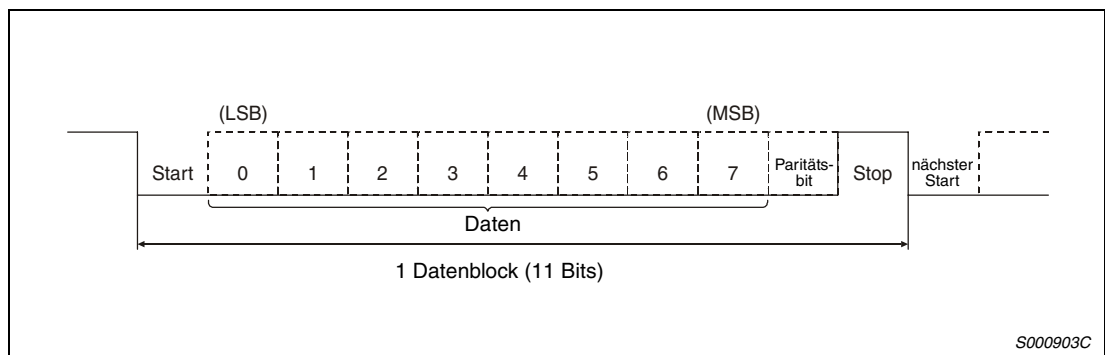 (LSB) (MSB)
Start 0 1 2 3 4 5 6 7 Paritäts-
bit Stop nächster
Start
Daten
1 Datenblock (11 Bits)
S000903C